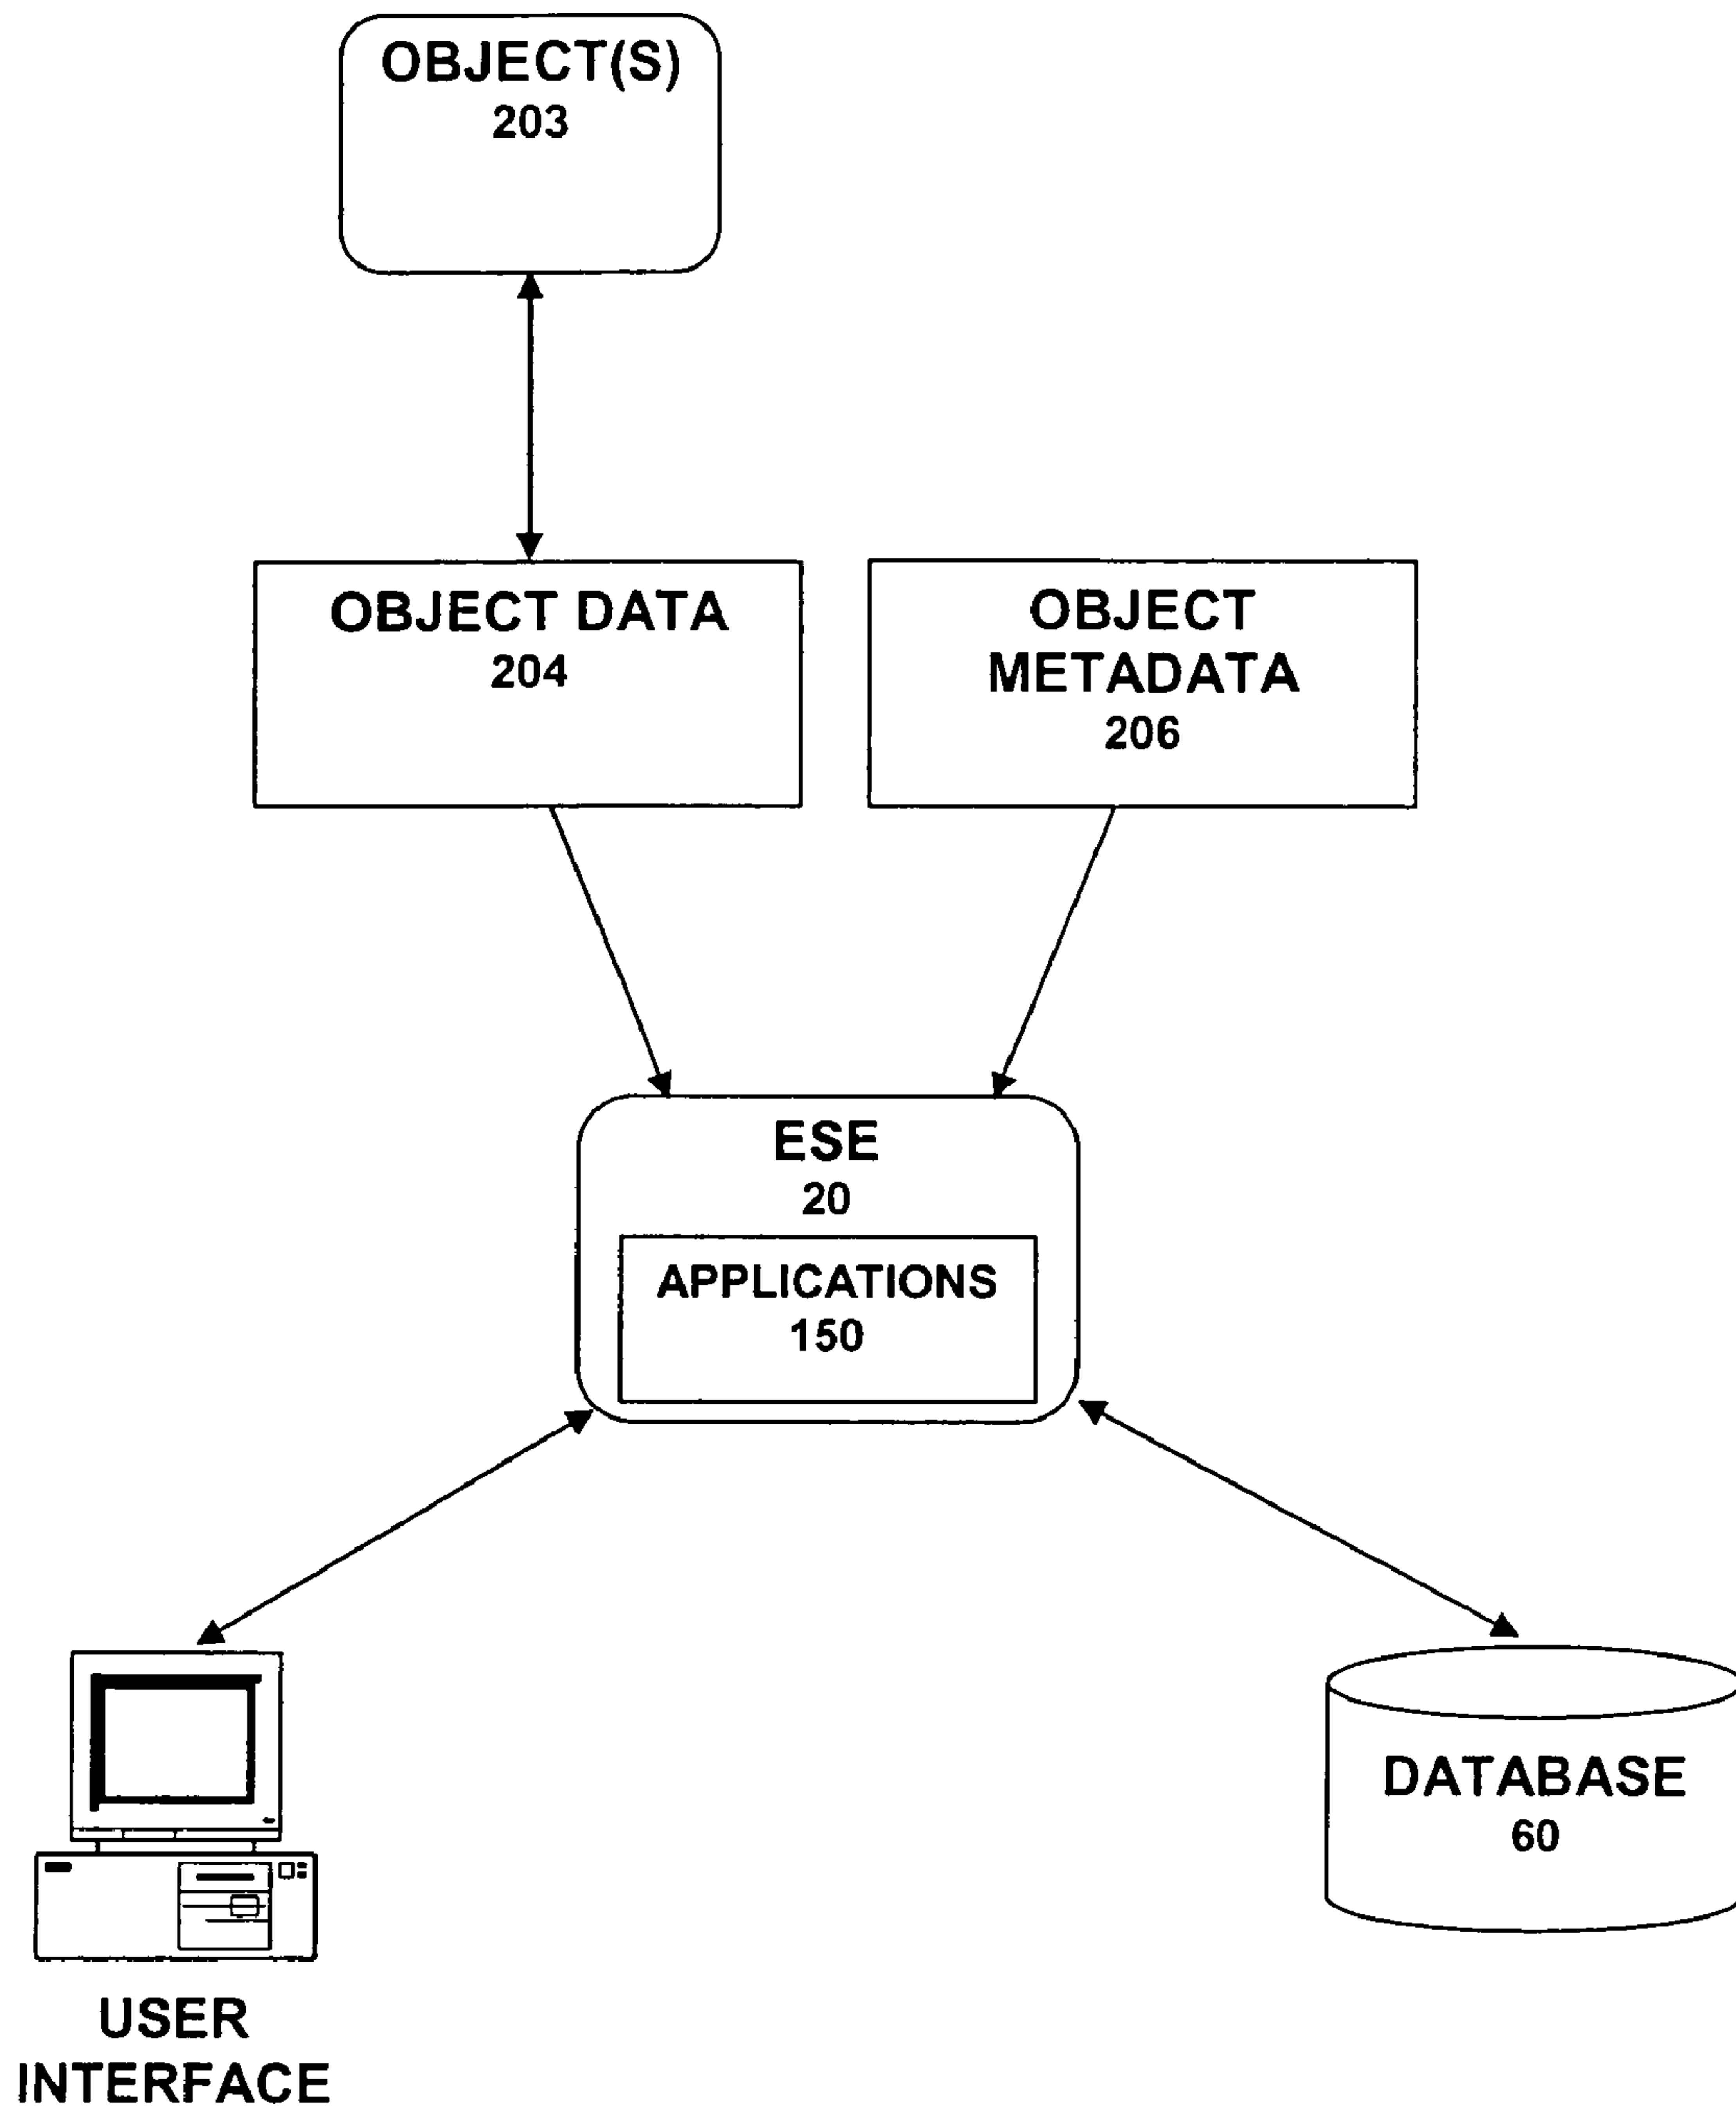 OBJECT(S)
203
OBJECT DATA
204
OBJECT
METADATA
206
ESE
20
APPLICATIONS
150
DATABASE
60
USER
INTERFACE